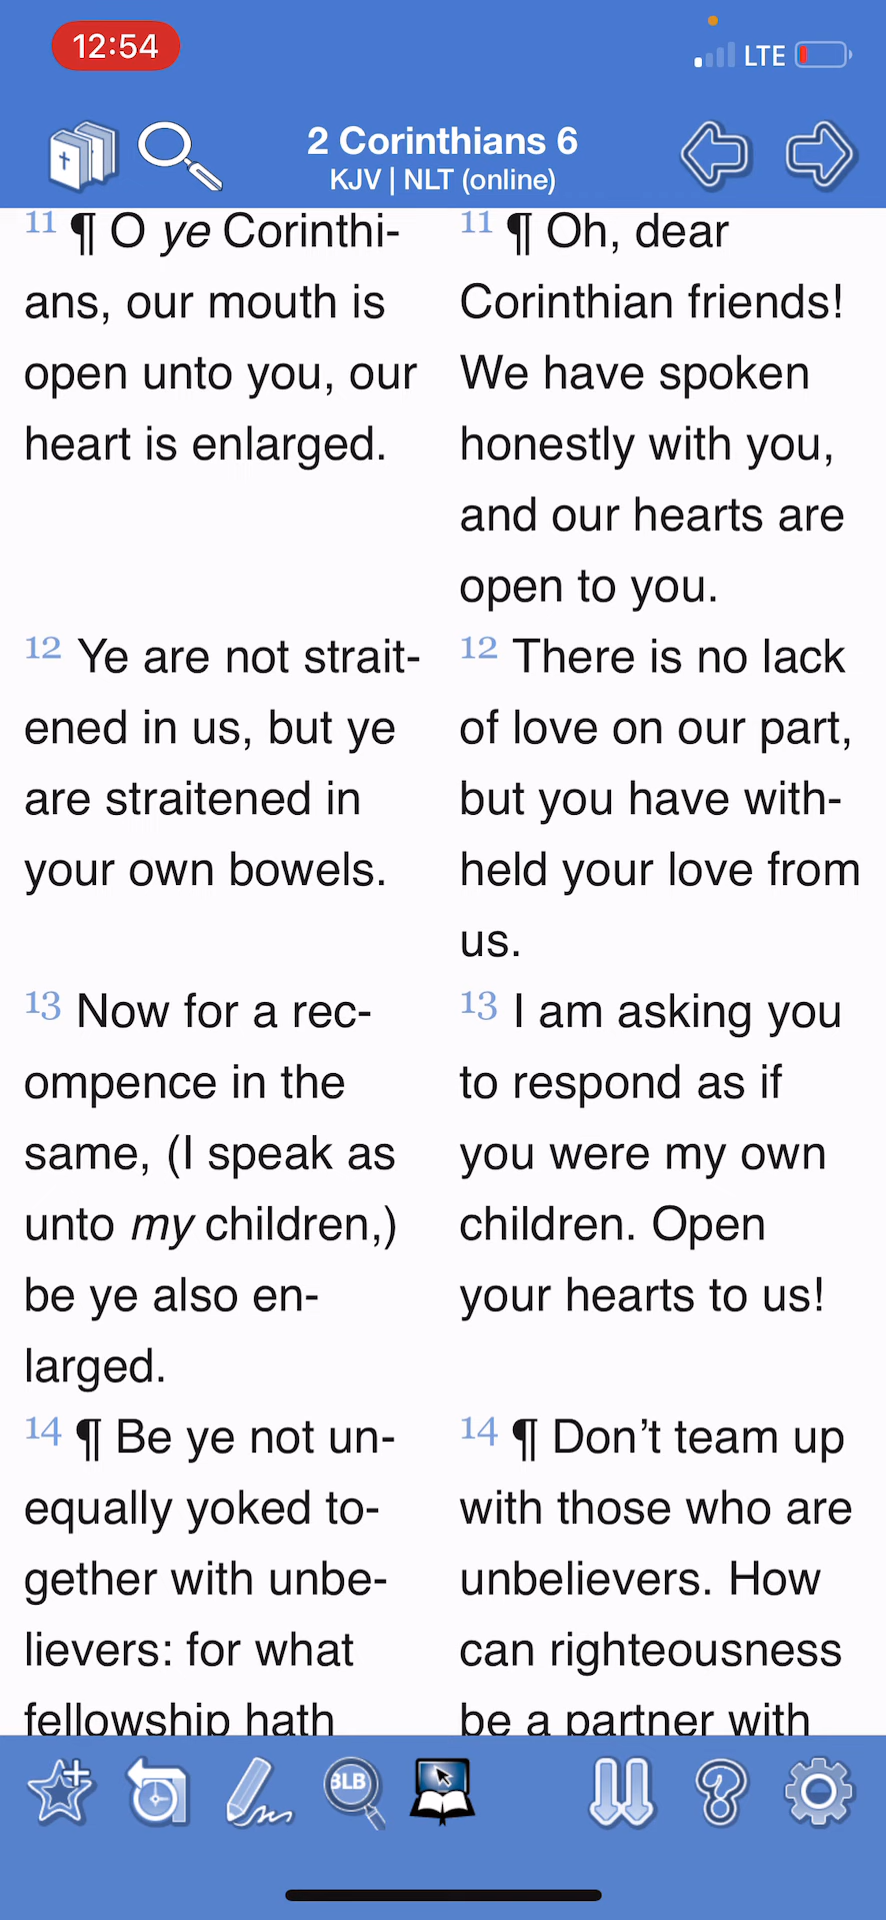 12:54
LTE
2 Corinthians 6
KJV | NLT (online)
11 ¶ O ye Corinthi-
ans, our mouth is
open unto you, our
heart is enlarged.
12 Ye are not strait-
ened in us, but ye
are straitened in
your own bowels.
13 Now for a rec-
ompence in the
same, (I speak as
unto my children,)
be ye also en-
larged.
14 ¶ Be ye not un-
equally yoked to-
gether with unbe-
lievers: for what
fellowship hath
11 ¶ Oh, dear
Corinthian friends!
We have spoken
honestly with you,
and our hearts are
open to you.
12 There is no lack
of love on our part,
but you have with-
held your love from
us.
13 I am asking you
to respond as if
you were my own
children. Open
your hearts to us!
14 ¶ Don’t team up
with those who are
unbelievers. How
can righteousness
be a partner with
BLB